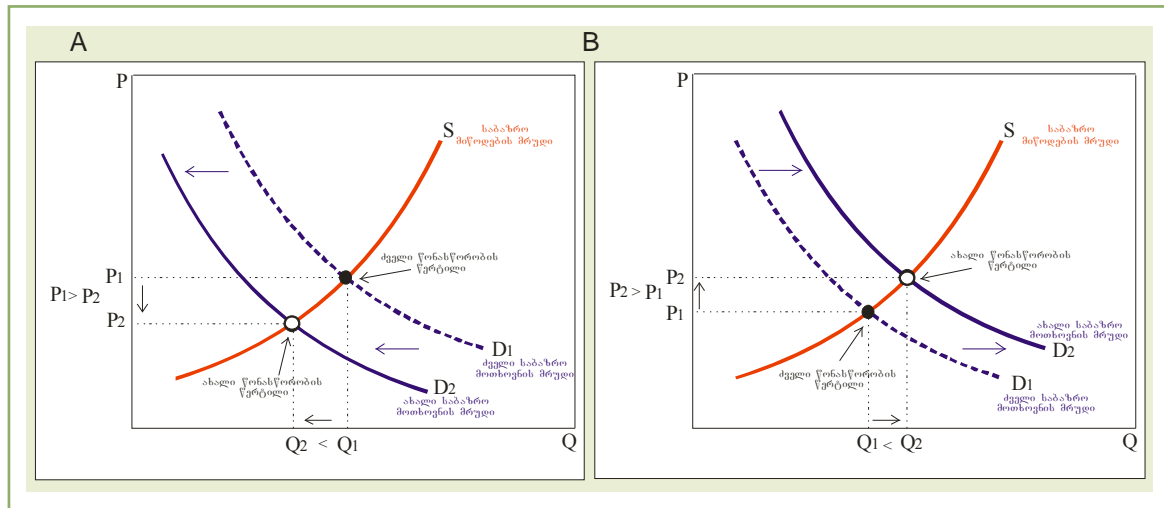 A
P
S
საბაზრო
მიწოდების მრუდი
ძველი წონასწორობის
წერტილი
P1
P1> P2
P2
D1
ძველი საბაზრო
მოთხოვნის მრუდი
ახალი წონასწორობის
წერტილი
D2
ახალი საბაზრო
მოთხოვნის მრუდი
Q2 < Q1
Q
B
P
S
საბაზრო
მიწოდების მრუდი
ახალი წონასწორობის
წერტილი
P2
P2> P1
P1
ახალი საბაზრო
მოთხოვნის მრუდი
D2
ძველი წონასწორობის
წერტილი
D1
ძველი საბაზრო
მოთხოვნის მრუდი
Q1 < Q2
Q